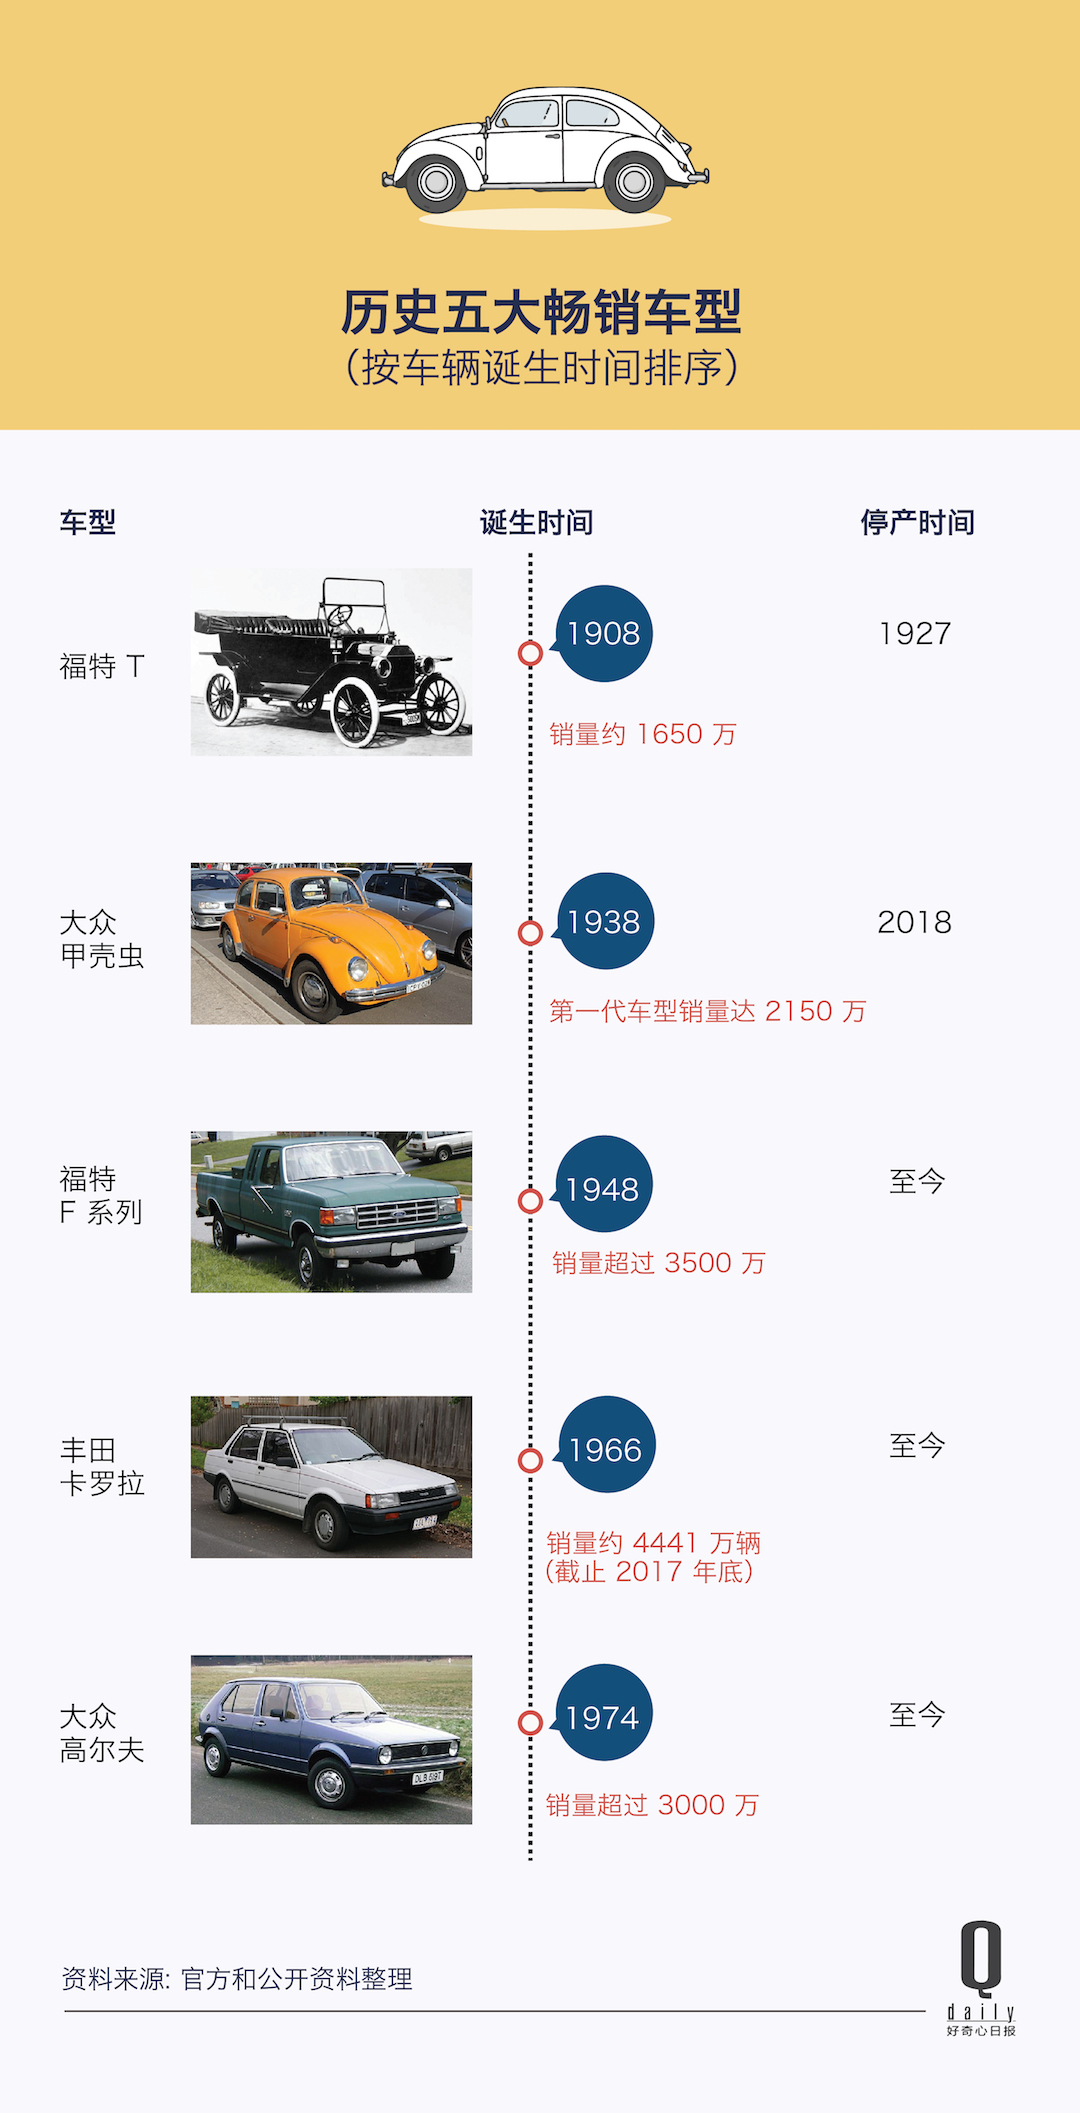 历史五大畅销车型
（按车辆诞生时间排序）
车型
诞生时间
停产时间
福特 T
1908
1927
销量约 1650 万
大众
甲壳虫
1938
2018
第一代车型销量达 2150 万
福特
F 系列
1948
至今
销量超过 3500 万
丰田
卡罗拉
1966
至今
销量约 4441 万辆
（截止 2017 年底）
大众
高尔夫
1974
至今
DLB 619T
销量超过 3000 万
资料来源: 官方和公开资料整理
Q
daily
好奇心日报